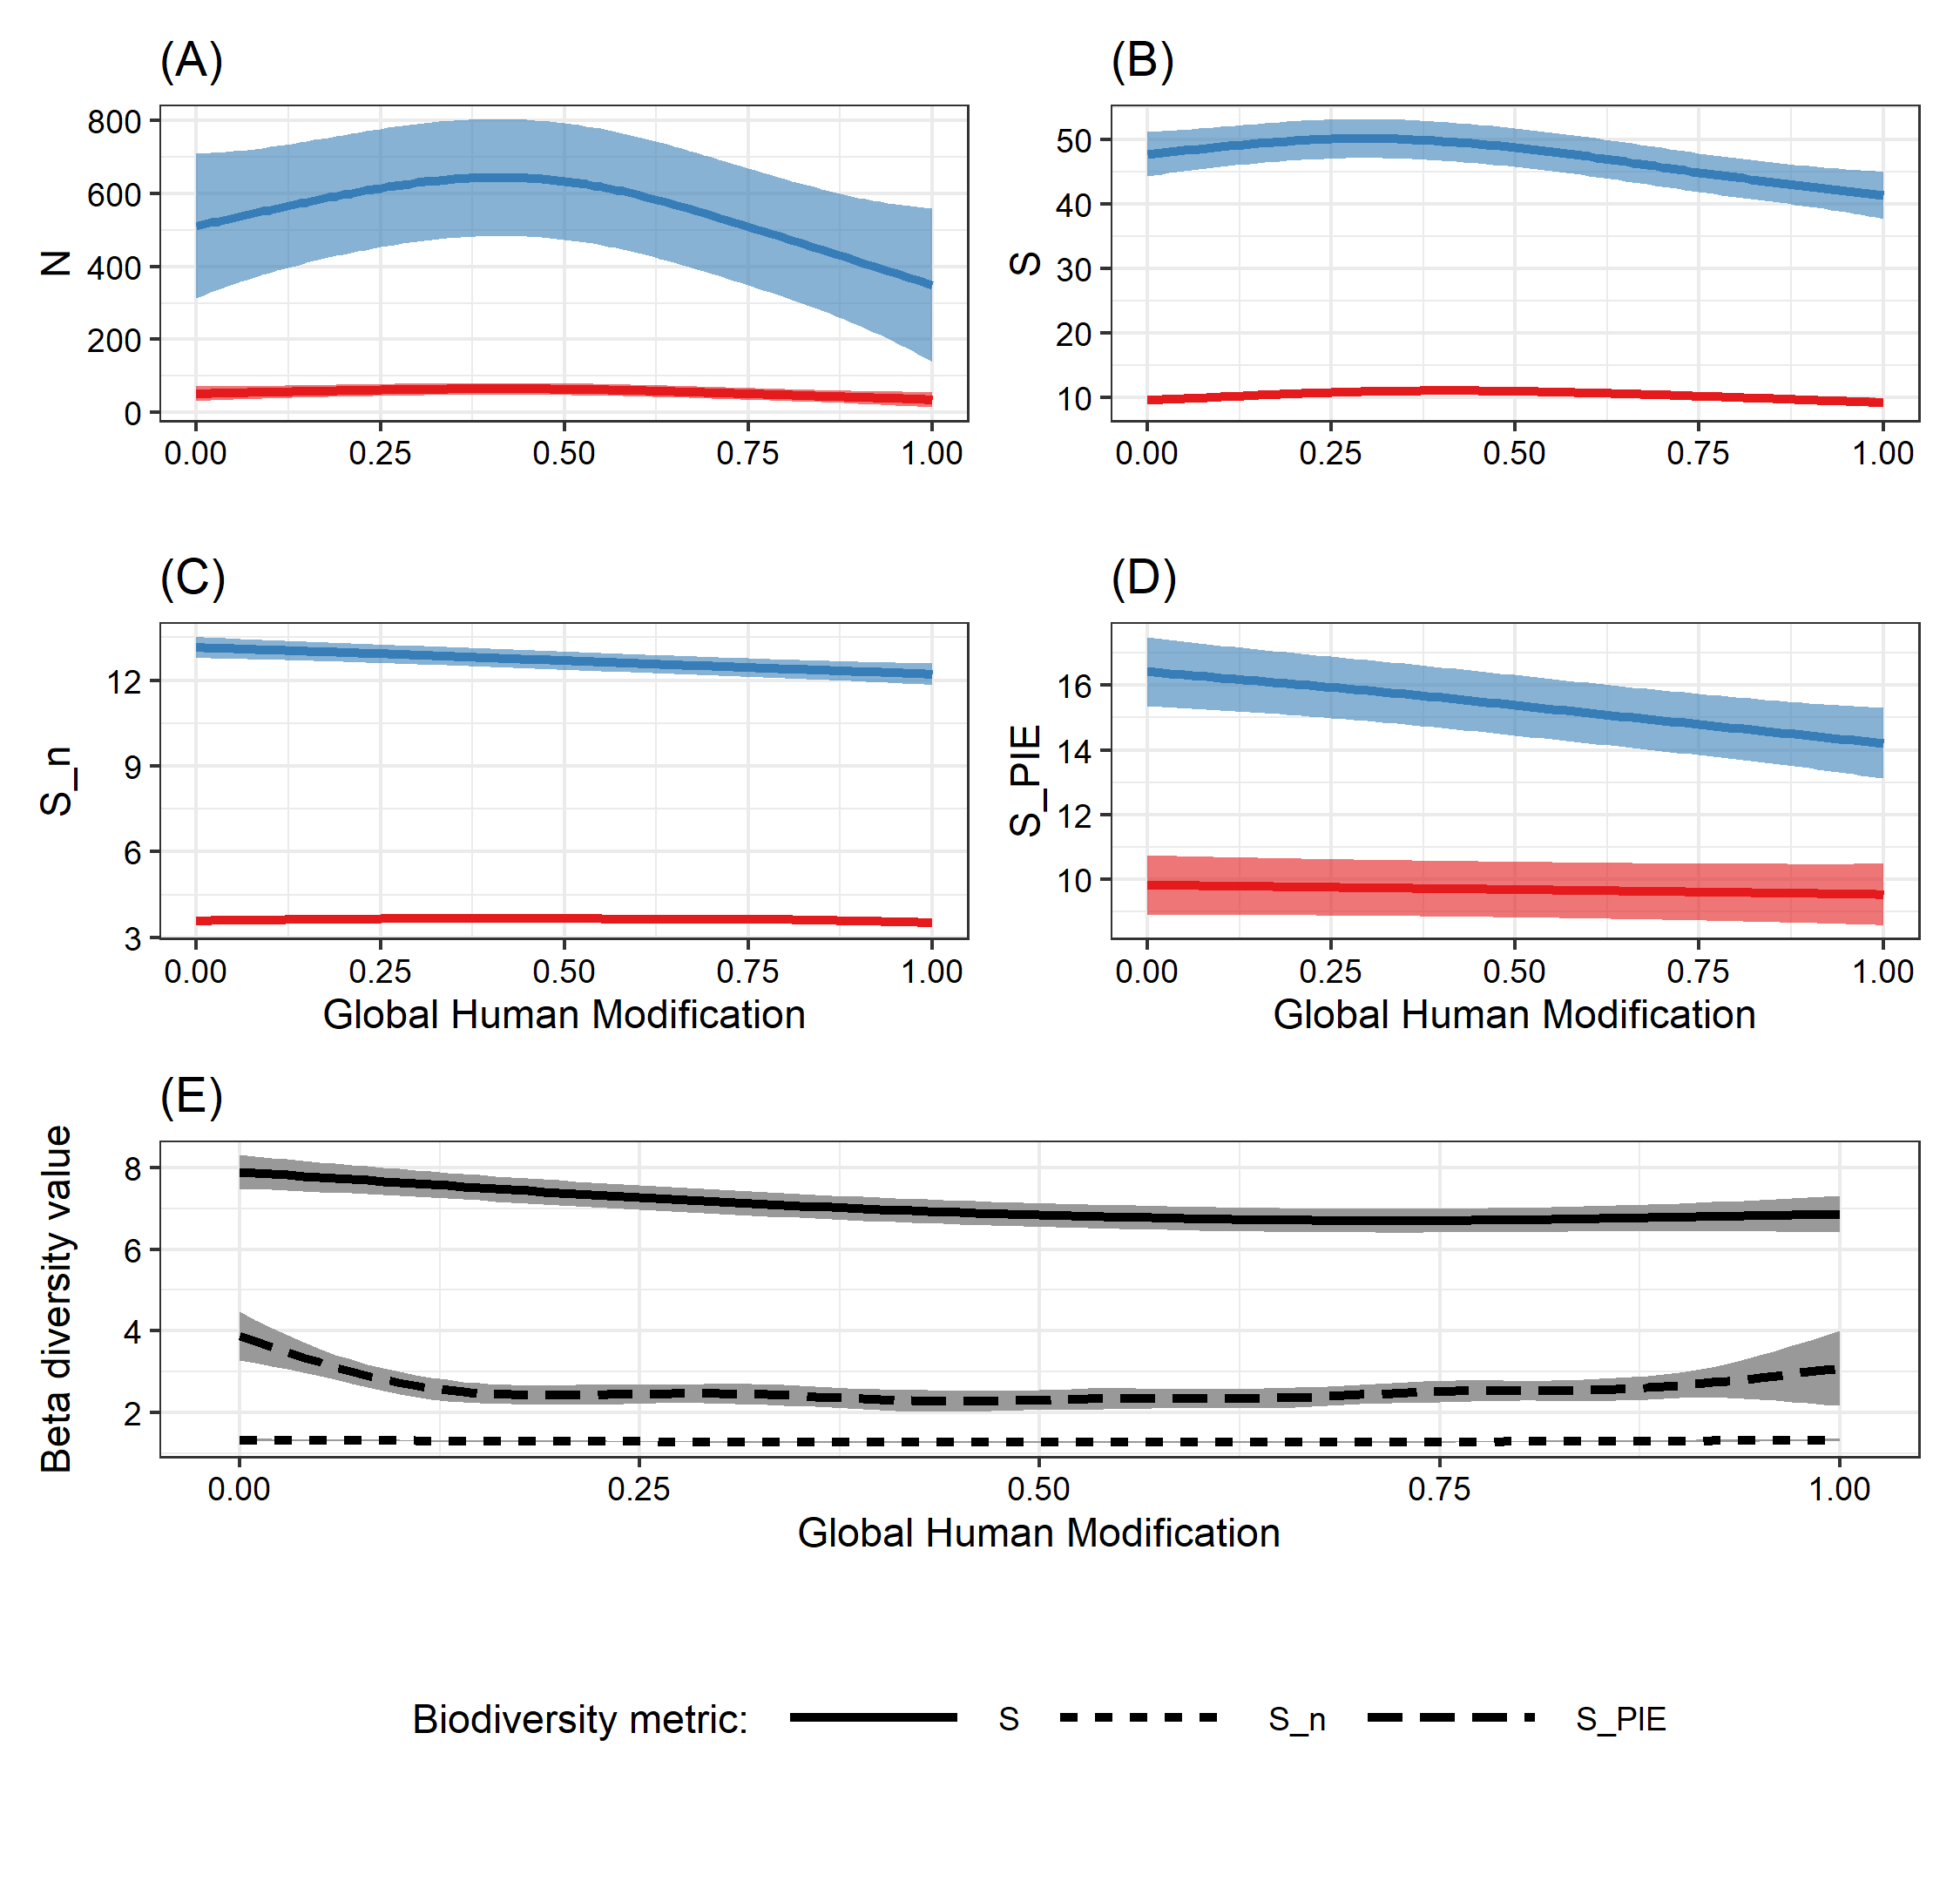 (A)
N
800
600
400
200
0
0.00 0.25 0.50 0.75 1.00
(B)
S
50
40
30
20
10
0.00 0.25 0.50 0.75 1.00
(C)
S_n
12
9
6
3
0.00 0.25 0.50 0.75 1.00
Global Human Modification
(D)
S_PIE
16
14
12
10
0.00 0.25 0.50 0.75 1.00
Global Human Modification
(E)
Beta diversity value
8
6
4
2
0.00 0.25 0.50 0.75 1.00
Global Human Modification
Biodiversity metric: S S_n S_PIE